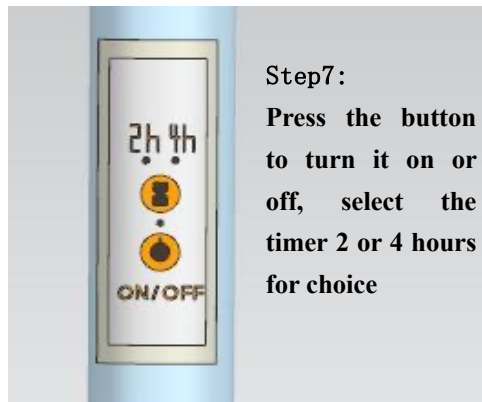 2h 4h
ON/OFF
Step7:
Press the button
to turn it on or
off, select the
timer 2 or 4 hours
for choice